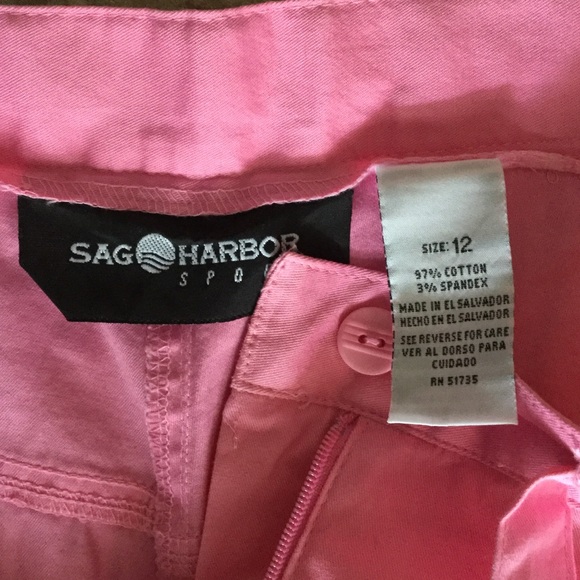 SAG HARBOR
SIZE: 12
97% COTTON
3% SPANDEX
MADE IN EL SALVADOR
HECHO EN EL SALVADOR
SEE REVERSE FOR CARE
VER AL DORSO PARA
CUIDADO
RN 51735